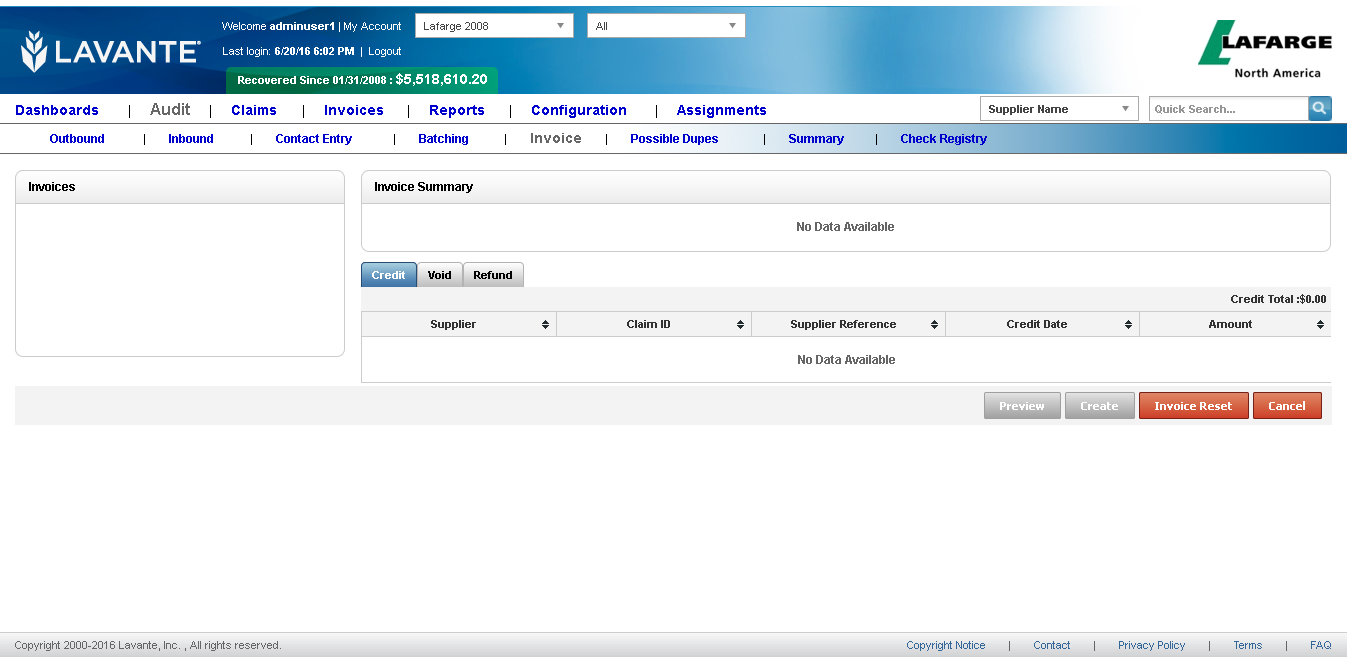 Welcome adminuser1 | My Account Lafarge 2008 All
LAVANTE
Last login: 6/20/16 6:02 PM | Logout
LAFARGE
North America
Recovered Since 01/31/2008 : $5,518,610.20
Dashboards | Audit | Claims | Invoices | Reports | Configuration | Assignments Supplier Name Quick Search...
Outbound | Inbound | Contact Entry | Batching | Invoice | Possible Dupes | Summary | Check Registry
Invoices
Invoice Summary
No Data Available
Credit Void Refund
Credit Total :$0.00
Supplier Claim ID Supplier Reference Credit Date Amount
No Data Available
Preview Create Invoice Reset Cancel
Copyright 2000-2016 Lavante, Inc. , All rights reserved. Copyright Notice | Contact | Privacy Policy | Terms | FAQ